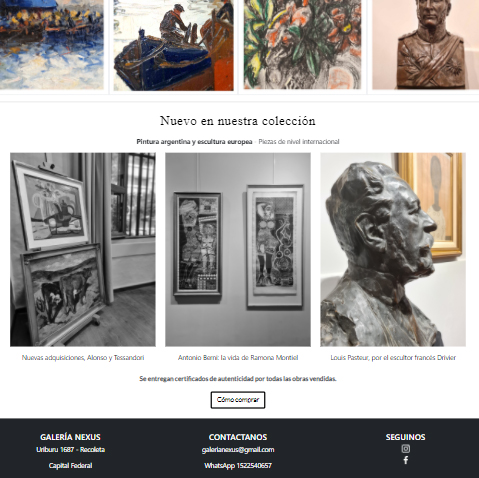 Nuevo en nuestra colección
Pintura argentina y escultura europea - Piezas de nivel internacional
Nuevas adquisiciones, Alonso y Tessandori
Antonio Berni: la vida de Ramona Montiel
Louis Pasteur, por el escultor francés Drivier
Se entregan certificados de autenticidad por todas las obras vendidas.
Cómo comprar
GALERÍA NEXUS
Uriburu 1687 - Recoleta
Capital Federal
CONTACTANOS
galerianexus@gmail.com
WhatsApp 1522540657
SEGUINOS